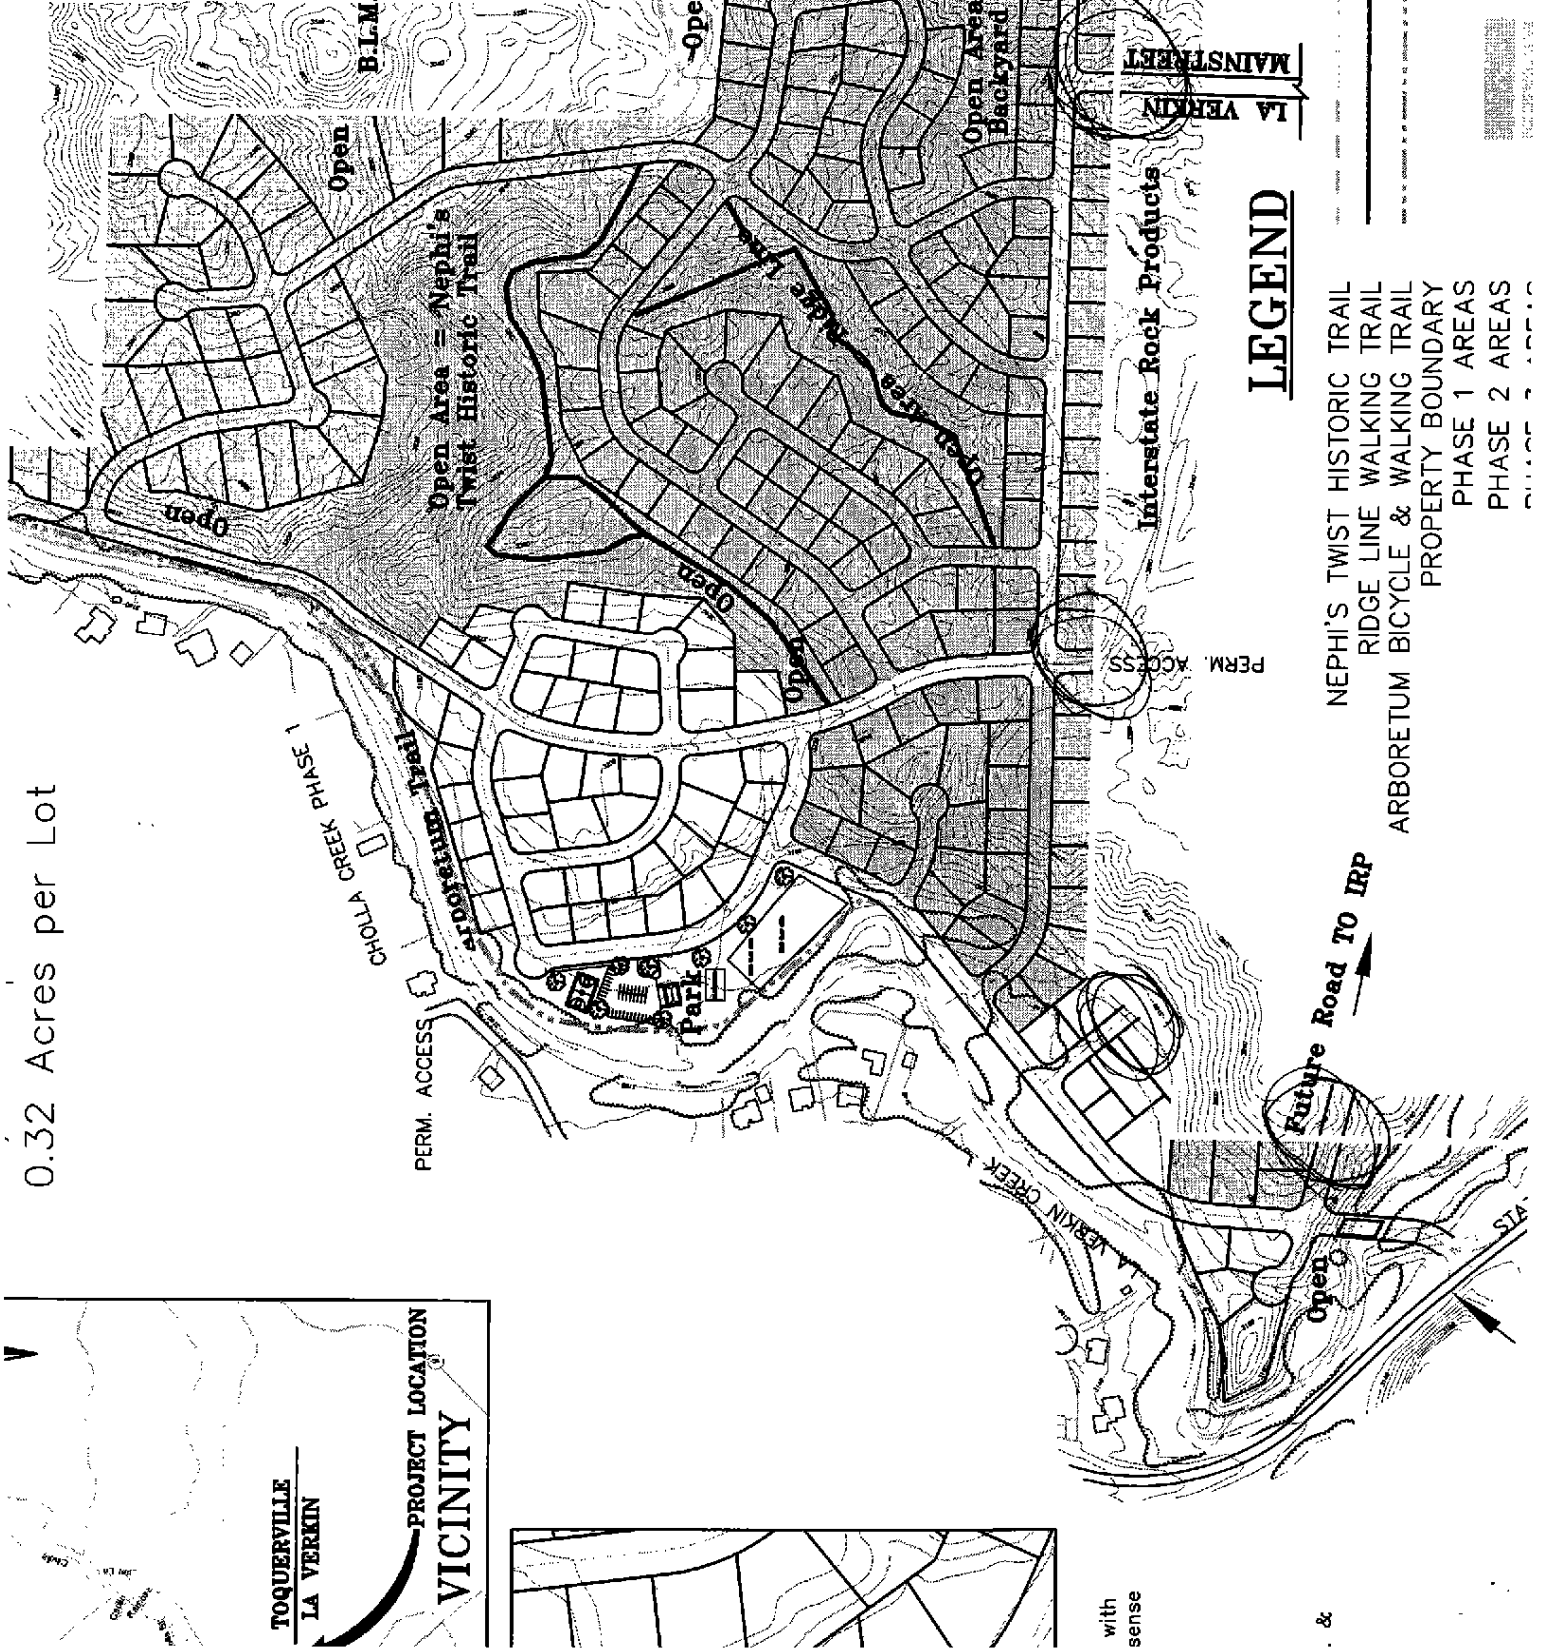 0.32 Acres per Lot
B.L.M
Ope
Open Area
Backyard
MAINSTREET
LA VERKIN
Open
Open Area = Nephi's
Twist Historic Trail
Ridge Line
Open Area
Interstate Rock Products
Open
Open
Open
PERM. ACCESS
CHOLLA CREEK PHASE 1
Arboretum Trail
PERM. ACCESS
Park
LEGEND
NEPHI'S TWIST HISTORIC TRAIL
RIDGE LINE WALKING TRAIL
ARBORETUM BICYCLE & WALKING TRAIL
PROPERTY BOUNDARY
PHASE 1 AREAS
PHASE 2 AREAS
Future Road TO IRP
LA VERKIN CREEK
Open
STA
TOQUERVILLE
LA VERKIN
PROJECT LOCATION
VICINITY
with
sense
. &